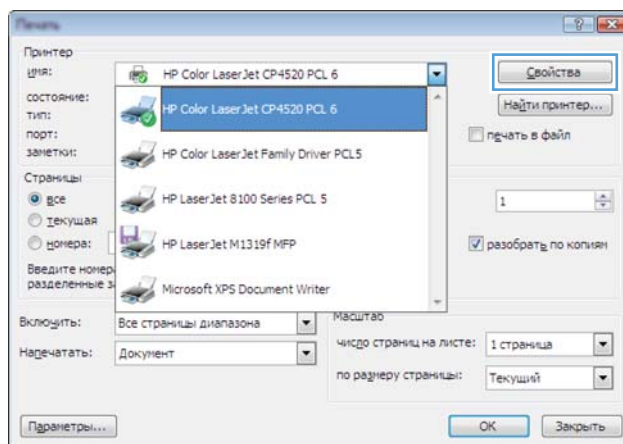 Печать
Принтер
имя:
HP Color LaserJet CP4520 PCL 6
Свойства
состояние:
HP Color LaserJet CP4520 PCL 6
Найти принтер...
тип:
порт:
HP Color LaserJet Family Driver PCL5
печать в файл
заметки:
Страницы
все
HP LaserJet 8100 Series PCL 5
1
текущая
номера:
HP LaserJet M1319f MFP
разобрать по копиям
Введите
разделенные
Microsoft XPS Document Writer
Включить:
Все страницы диапазона
Масштаб
число страниц на листе:
1 страница
Напечатать:
Документ
по размеру страницы:
Текущий
Параметры...
OK
Закрыть